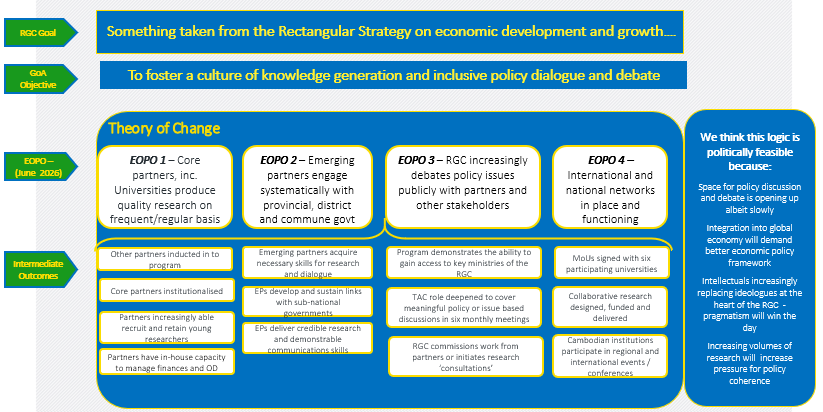 RGC Goal
Something taken from the Rectangular Strategy on economic development and growth....
GoA
Objective
To foster a culture of knowledge generation and inclusive policy dialogue and debate
Theory of Change
EOPO –
(June 2026)
EOPO 1 – Core
partners, inc.
Universities produce
quality research on
frequent/regular basis
EOPO 2 – Emerging
partners engage
systematically with
provincial, district
and commune govt
EOPO 3 – RGC increasingly
debates policy issues
publicly with partners and
other stakeholders
EOPO 4 –
International and
national networks
in place and
functioning
Intermediate
Outcomes
Other partners inducted in to
program
Core partners institutionalised
Partners increasingly able
recruit and retain young
researchers
Partners have in-house capacity
to manage finances and OD
Emerging partners acquire
necessary skills for research
and dialogue
EPs develop and sustain links
with sub-national
governments
EPs deliver credible research
and demonstrable
communications skills
Program demonstrates the ability to
gain access to key ministries of the
RGC
TAC role deepened to cover
meaningful policy or issue based
discussions in six monthly meetings
RGC commissions work from
partners or initiates research
‘consultations’
MoUs signed with six
participating universities
Collaborative research
designed, funded and
delivered
Cambodian institutions
participate in regional and
international events /
conferences
We think this logic is
politically feasible
because:
Space for policy discussion
and debate is opening up
albeit slowly
Integration into global
economy will demand
better economic policy
framework
Intellectuals increasingly
replacing ideologues at the
heart of the RGC -
pragmatism will win the
day
Increasing volumes of
research will increase
pressure for policy
coherence